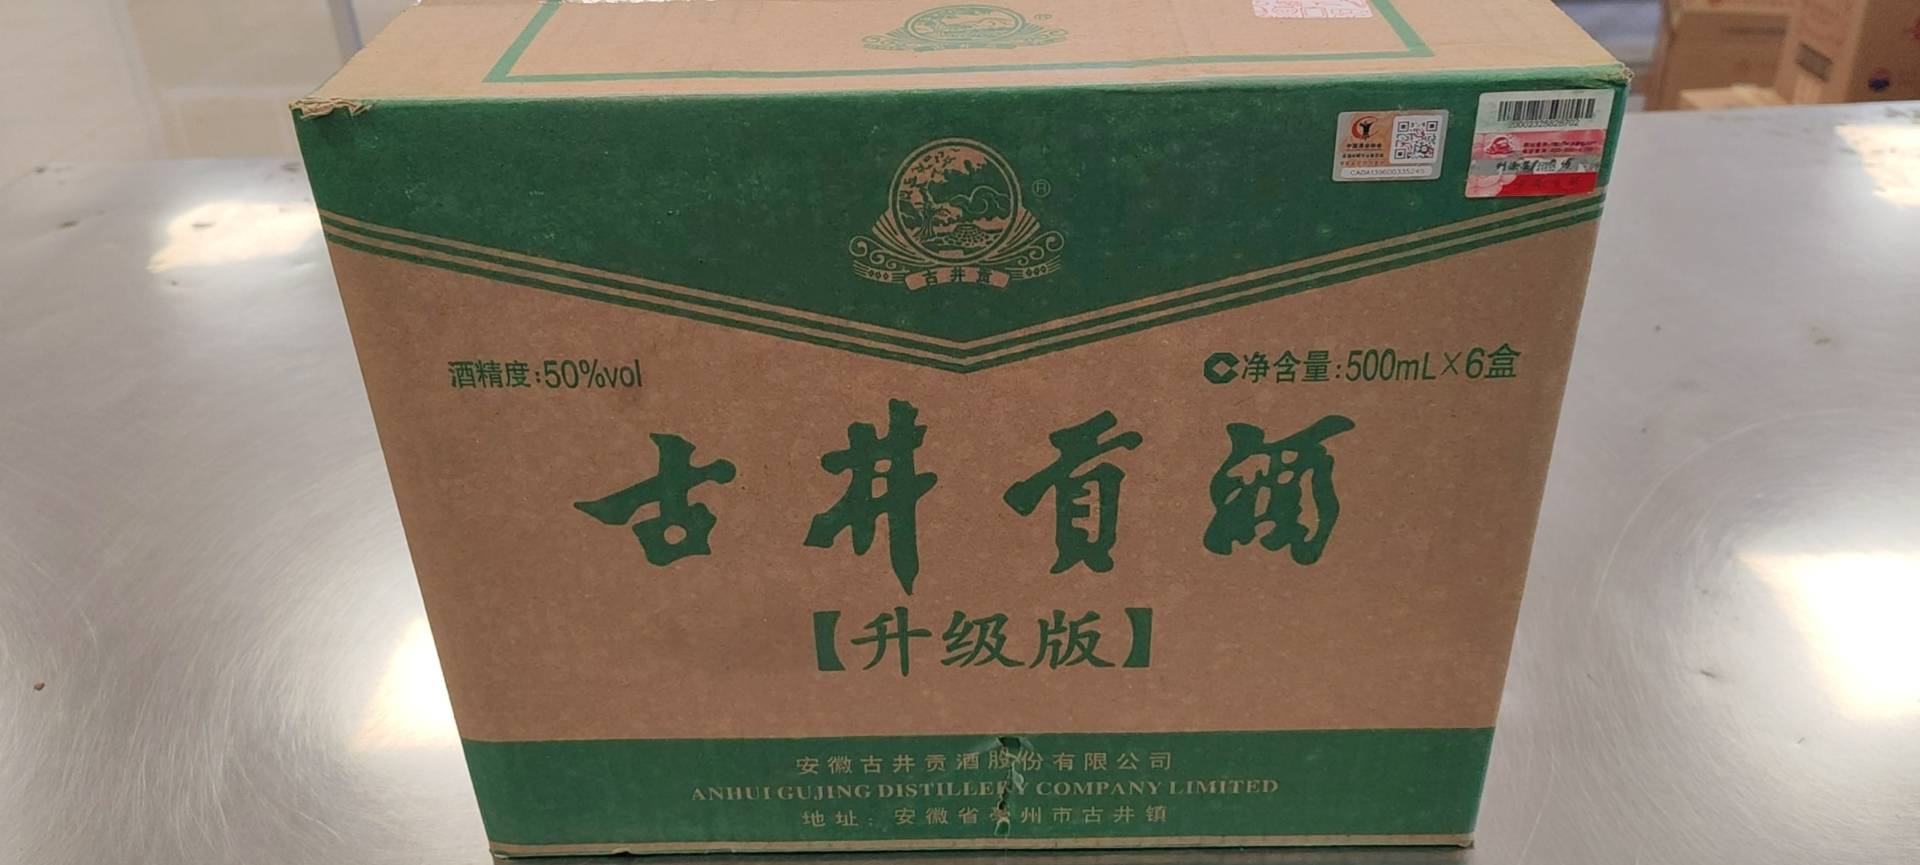 古井贡
®
酒精度:50%vol
净含量:500mL×6盒
古井贡酒
【升级版】
安徽古井贡酒股份有限公司
ANHUI GUJING DISTILLERY COMPANY LIMITED
地址:安徽省亳州市古井镇